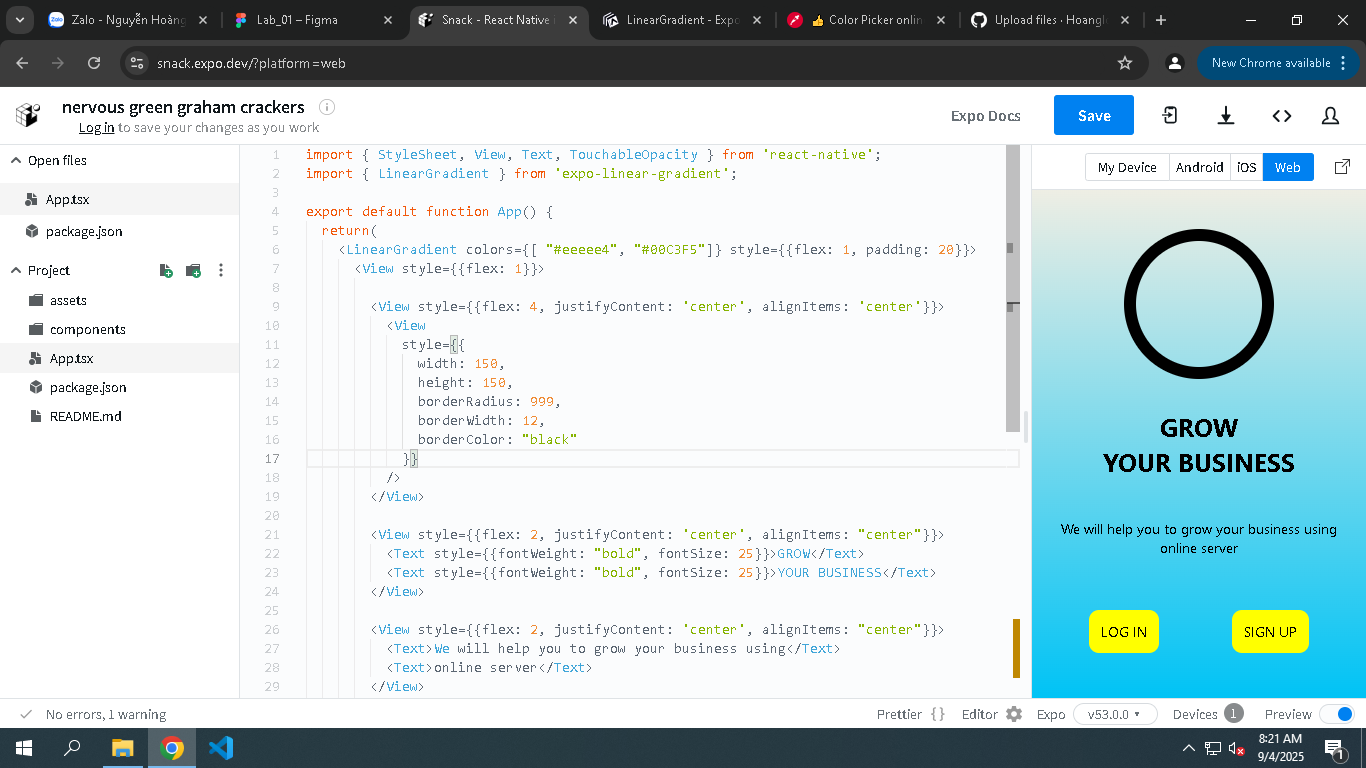 Zalo - Nguyễn Hoàng
Lab_01 – Figma
Snack - React Native i
LinearGradient - Expo
👍 Color Picker onlin
Upload files · Hoangl
snack.expo.dev/?platform=web
New Chrome available
nervous green graham crackers
Log in to save your changes as you work
Expo Docs
Save
Open files
App.tsx
package.json
Project
assets
components
App.tsx
package.json
README.md
1 import { StyleSheet, View, Text, TouchableOpacity } from 'react-native';
2 import { LinearGradient } from 'expo-linear-gradient';
3
4 export default function App() {
5 return(
6 <LinearGradient colors={[ "#eeeee4", "#00C3F5"]} style={{flex: 1, padding: 20}}>
7 <View style={{flex: 1}}>
8
9 <View style={{flex: 4, justifyContent: 'center', alignItems: 'center'}}>
10 <View
11 style={{
12 width: 150,
13 height: 150,
14 borderRadius: 999,
15 borderWidth: 12,
16 borderColor: "black"
17 }}
18 />
19 </View>
20
21 <View style={{flex: 2, justifyContent: 'center', alignItems: "center"}}>
22 <Text style={{fontWeight: "bold", fontSize: 25}}>GROW</Text>
23 <Text style={{fontWeight: "bold", fontSize: 25}}>YOUR BUSINESS</Text>
24 </View>
25
26 <View style={{flex: 2, justifyContent: 'center', alignItems: "center"}}>
27 <Text>We will help you to grow your business using</Text>
28 <Text>online server</Text>
29 </View>
My Device
Android
iOS
Web
GROW
YOUR BUSINESS
We will help you to grow your business using
online server
LOG IN
SIGN UP
No errors, 1 warning
Prettier { }
Editor
Expo
v53.0.0
Devices 1
Preview
8:21 AM
9/4/2025
1